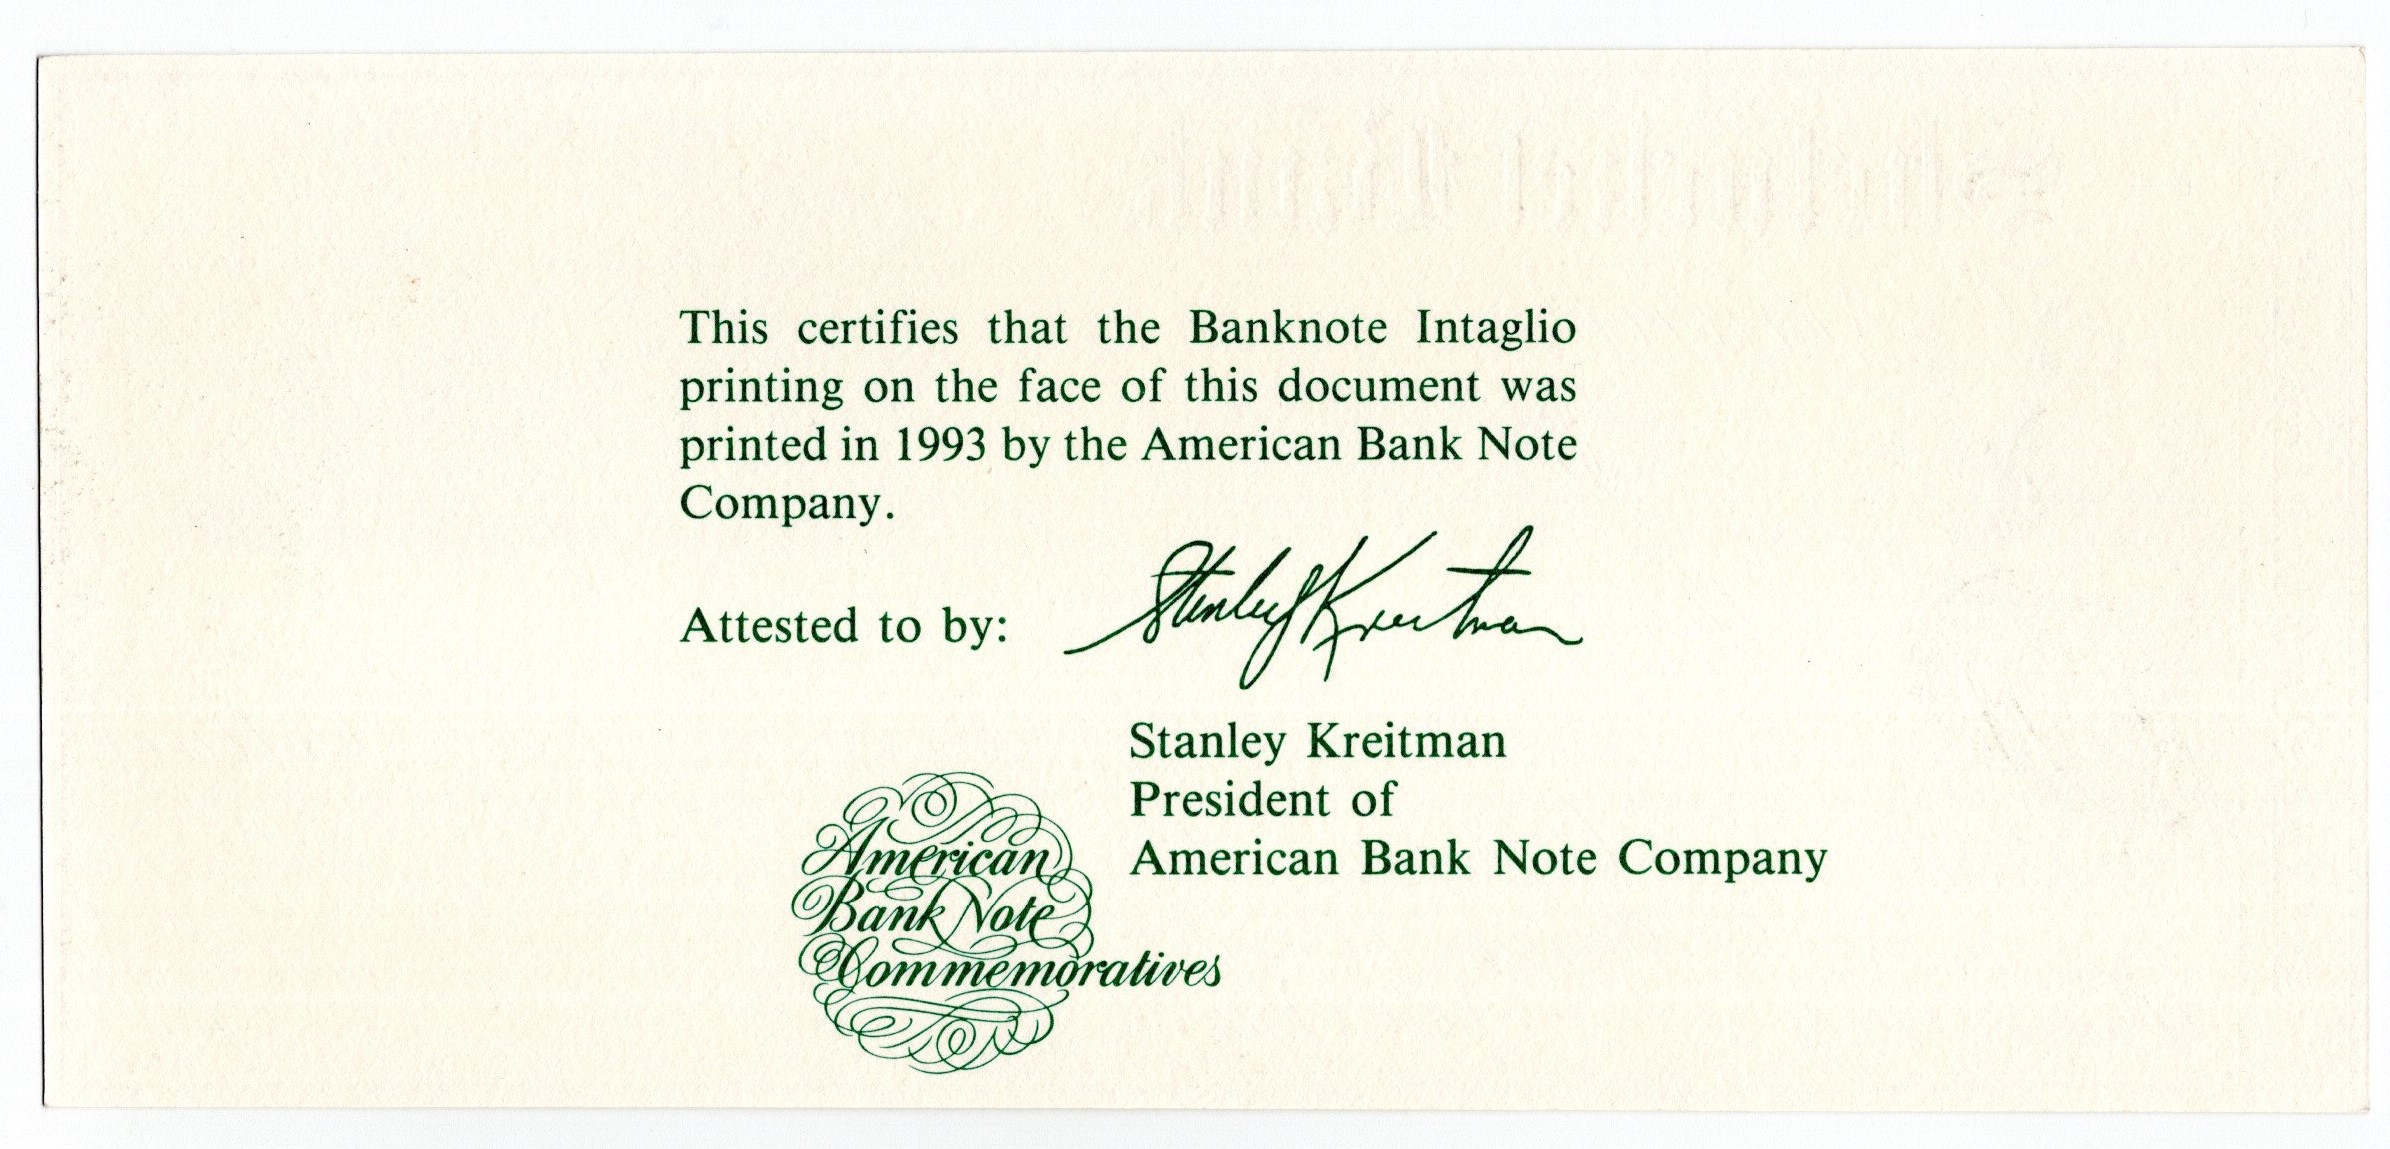 This certifies that the Banknote Intaglio
printing on the face of this document was
printed in 1993 by the American Bank Note
Company.
Attested to by: Stanley Kreitman
Stanley Kreitman
President of
American Bank Note Company
American
Bank Note
Commemoratives